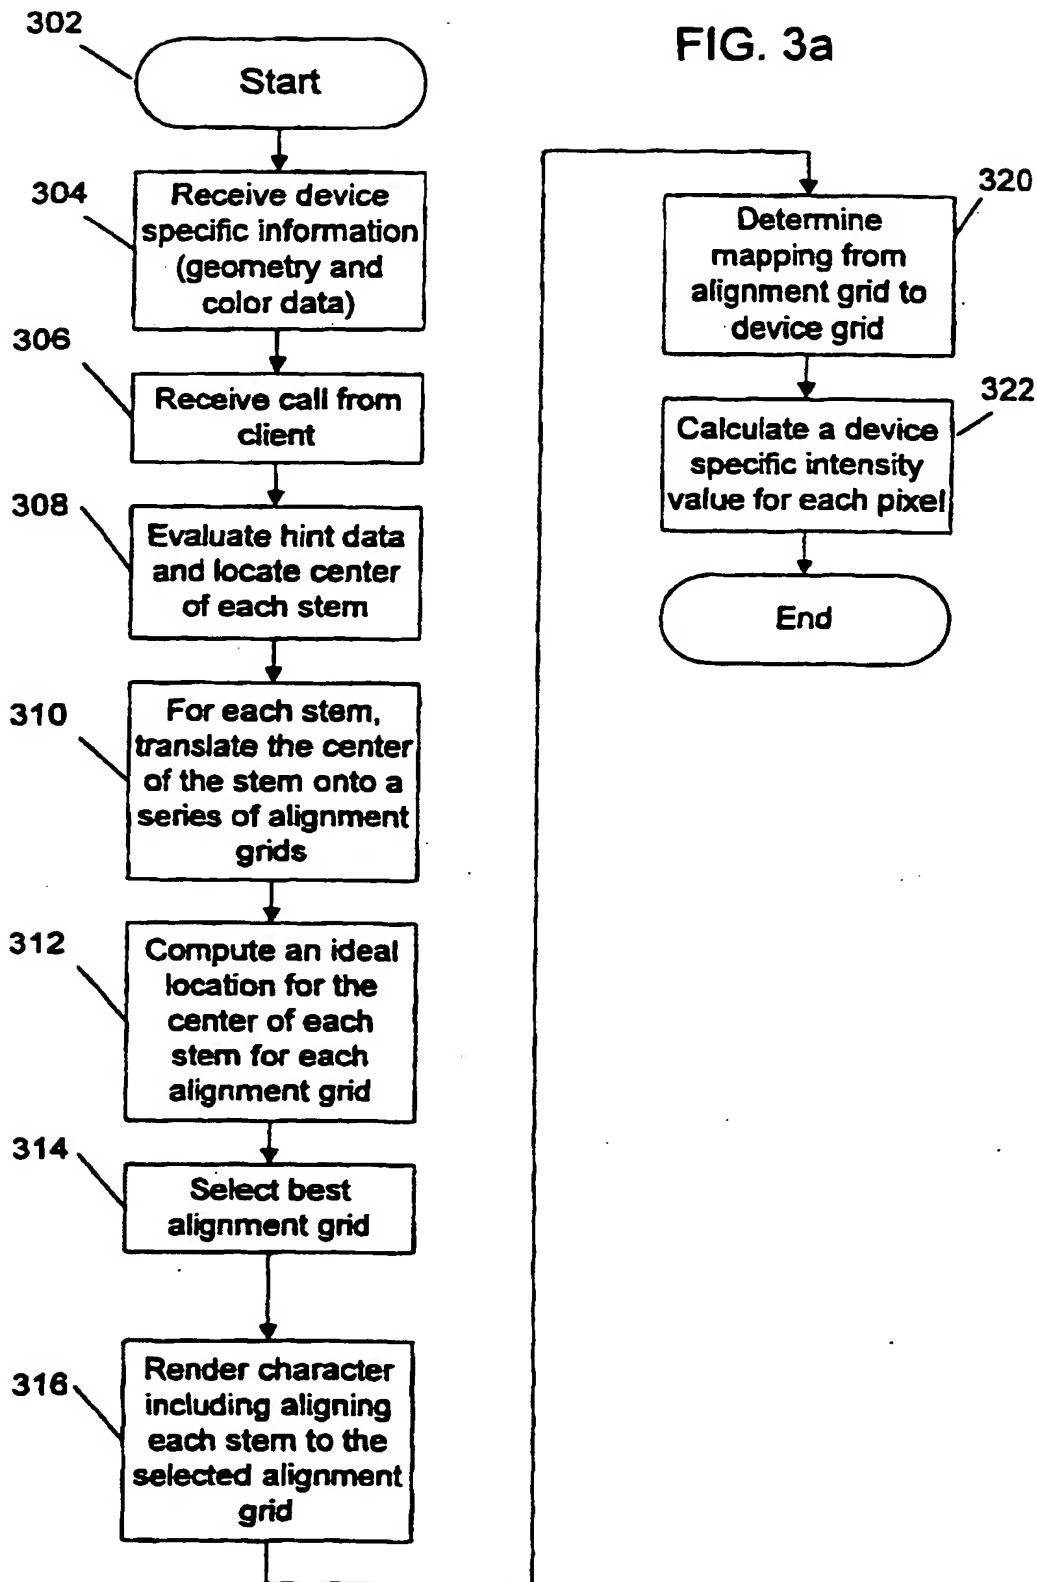 FIG. 3a
302
Start
304
Receive device
specific information
(geometry and
color data)
306
Receive call from
client
308
Evaluate hint data
and locate center
of each stem
310
For each stem,
translate the center
of the stem onto a
series of alignment
grids
312
Compute an ideal
location for the
center of each
stem for each
alignment grid
314
Select best
alignment grid
316
Render character
including aligning
each stem to the
selected alignment
grid
320
Determine
mapping from
alignment grid to
device grid
322
Calculate a device
specific intensity
value for each pixel
End